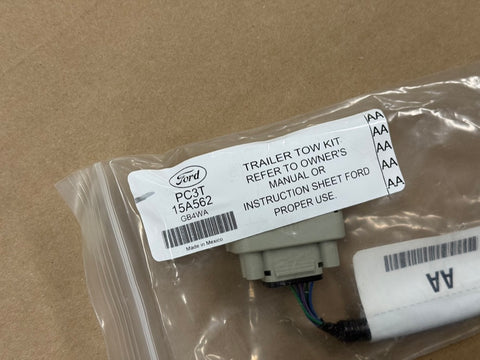 Ford
PC3T
15A562
GB4WA
Made in Mexico
TRAILER TOW KIT
REFER TO OWNER'S
MANUAL OR
INSTRUCTION SHEET FORD
PROPER USE.
AA
AA
AA
AA
AA
AA